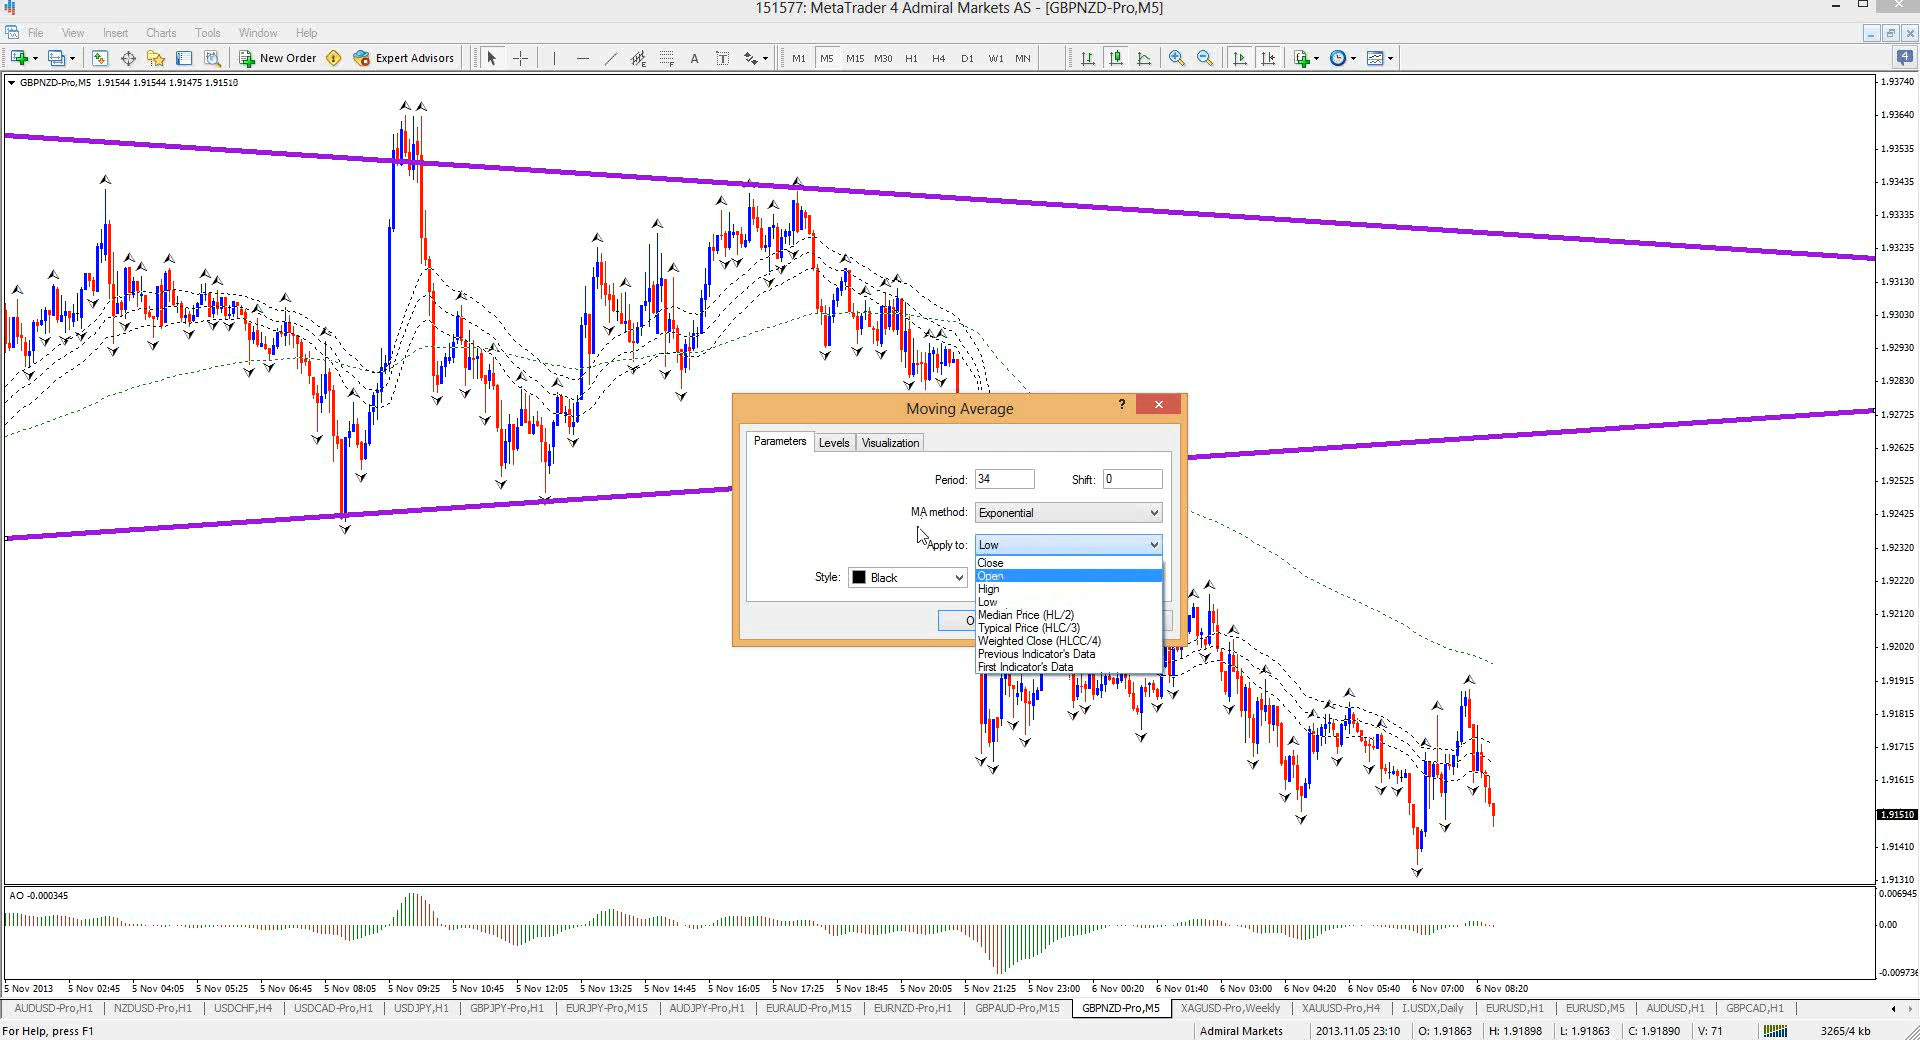 151577: MetaTrader 4 Admiral Markets AS - [GBPNZD-Pro,M5]
File View Insert Charts Tools Window Help
New Order Expert Advisors A T M1 M5 M15 M30 H1 H4 D1 W1 MN 4
GBPNZD-Pro,M5 1.91544 1.91544 1.91475 1.91510
1.93740
1.93640
1.93535
1.93435
1.93335
1.93235
1.93130
1.93030
1.92930
1.92830
1.92725
1.92625
1.92525
1.92425
1.92320
1.92220
1.92120
1.92020
1.91915
1.91815
1.91715
1.91615
1.91510
1.91410
1.91310
Moving Average ?
Parameters Levels Visualization
Period: 34 Shift: 0
MA method: Exponential
Apply to: Low
Style: Black
Close
Open
High
Low
Median Price (HL/2)
Typical Price (HLC/3)
Weighted Close (HLCC/4)
Previous Indicator's Data
First Indicator's Data
O
AO -0.000345
0.006945
0.00
-0.009736
5 Nov 2013 5 Nov 02:45 5 Nov 04:05 5 Nov 05:25 5 Nov 06:45 5 Nov 08:05 5 Nov 09:25 5 Nov 10:45 5 Nov 12:05 5 Nov 13:25 5 Nov 14:45 5 Nov 16:05 5 Nov 17:25 5 Nov 18:45 5 Nov 20:05 5 Nov 21:25 5 Nov 23:00 6 Nov 00:20 6 Nov 01:40 6 Nov 03:00 6 Nov 04:20 6 Nov 05:40 6 Nov 07:00 6 Nov 08:20
AUDUSD-Pro,H1 NZDUSD-Pro,H1 USDCHF,H4 USDCAD-Pro,H1 USDJPY,H1 GBPJPY-Pro,H1 EURJPY-Pro,M15 AUDJPY-Pro,H1 EURAUD-Pro,M15 EURNZD-Pro,H1 GBPAUD-Pro,M15 GBPNZD-Pro,M5 XAGUSD-Pro,Weekly XAUUSD-Pro,H4 I.USDX,Daily EURUSD,H1 EURUSD,M5 AUDUSD,H1 GBPCAD,H1
For Help, press F1 Admiral Markets 2013.11.05 23:10 O: 1.91863 H: 1.91898 L: 1.91863 C: 1.91890 V: 71 3265/4 kb